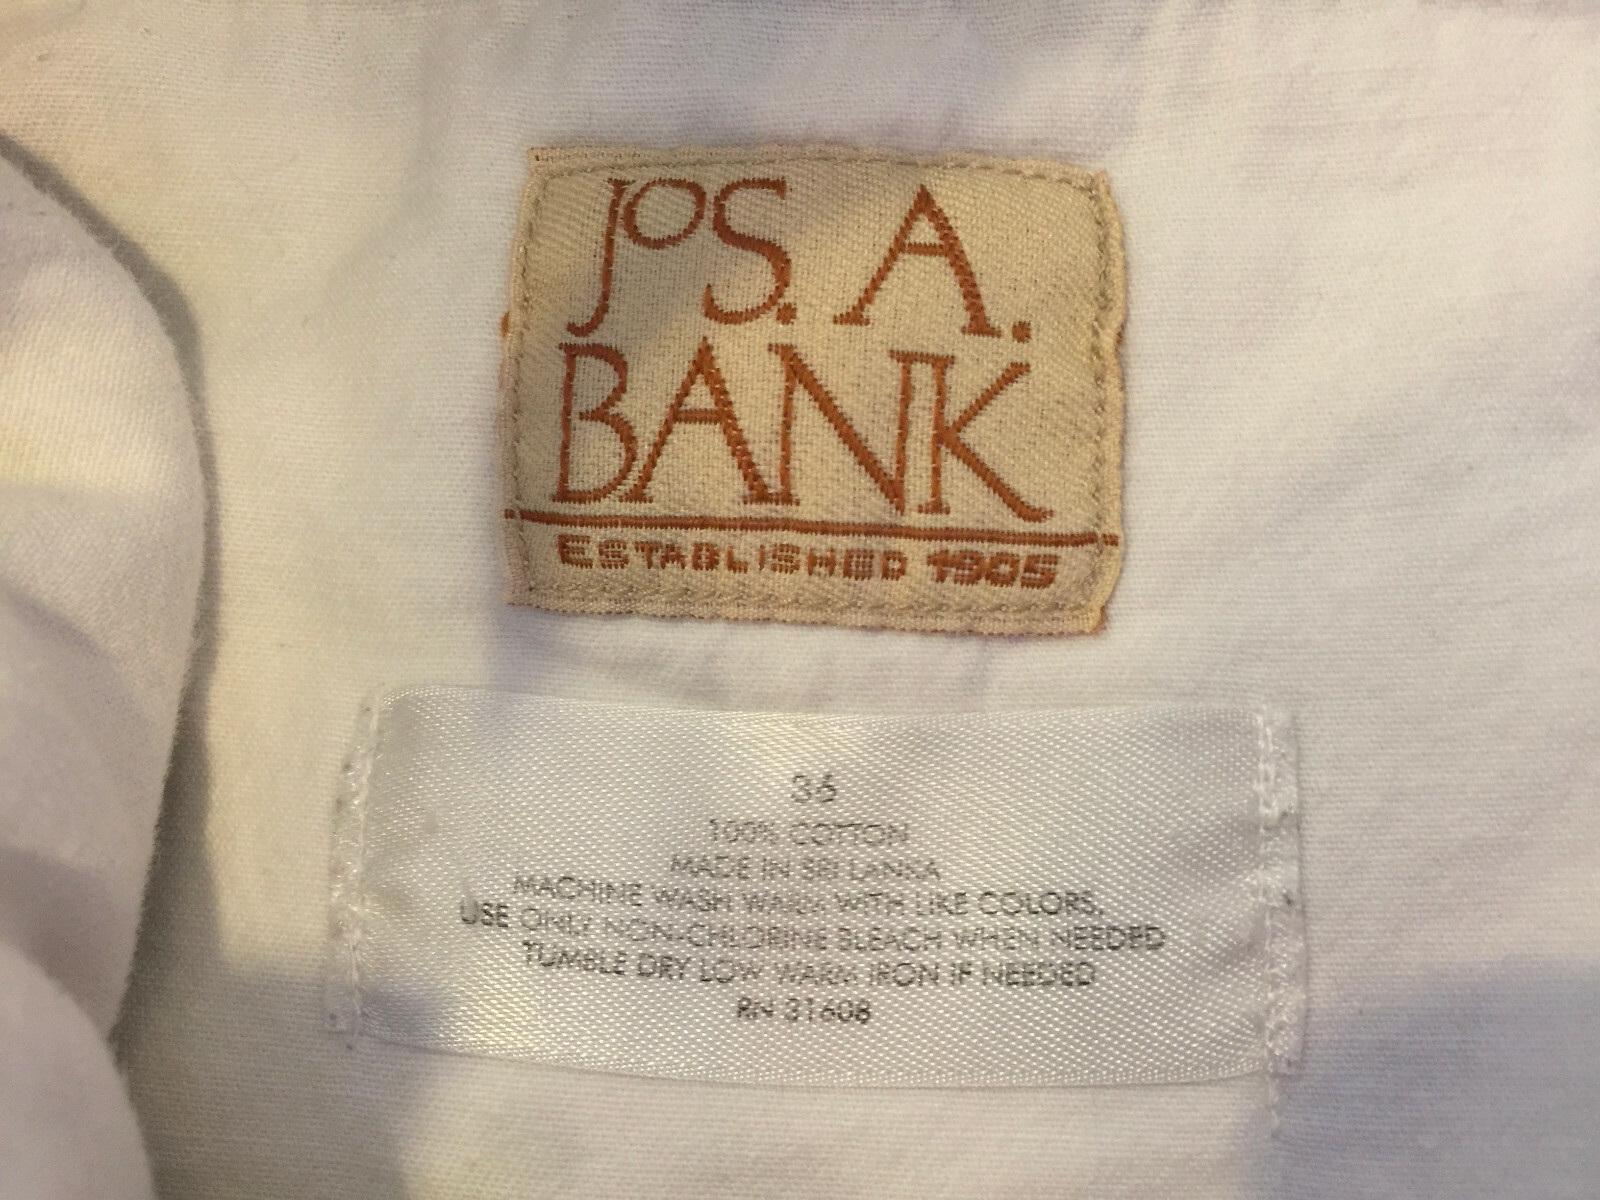 JOS. A.
BANK
ESTABLISHED 1905
36
100% COTTON
MADE IN SRI LANKA
MACHINE WASH WARM WITH LIKE COLORS,
USE ONLY NON-CHLORINE BLEACH WHEN NEEDED
TUMBLE DRY LOW WARM IRON IF NEEDED
RN 31608